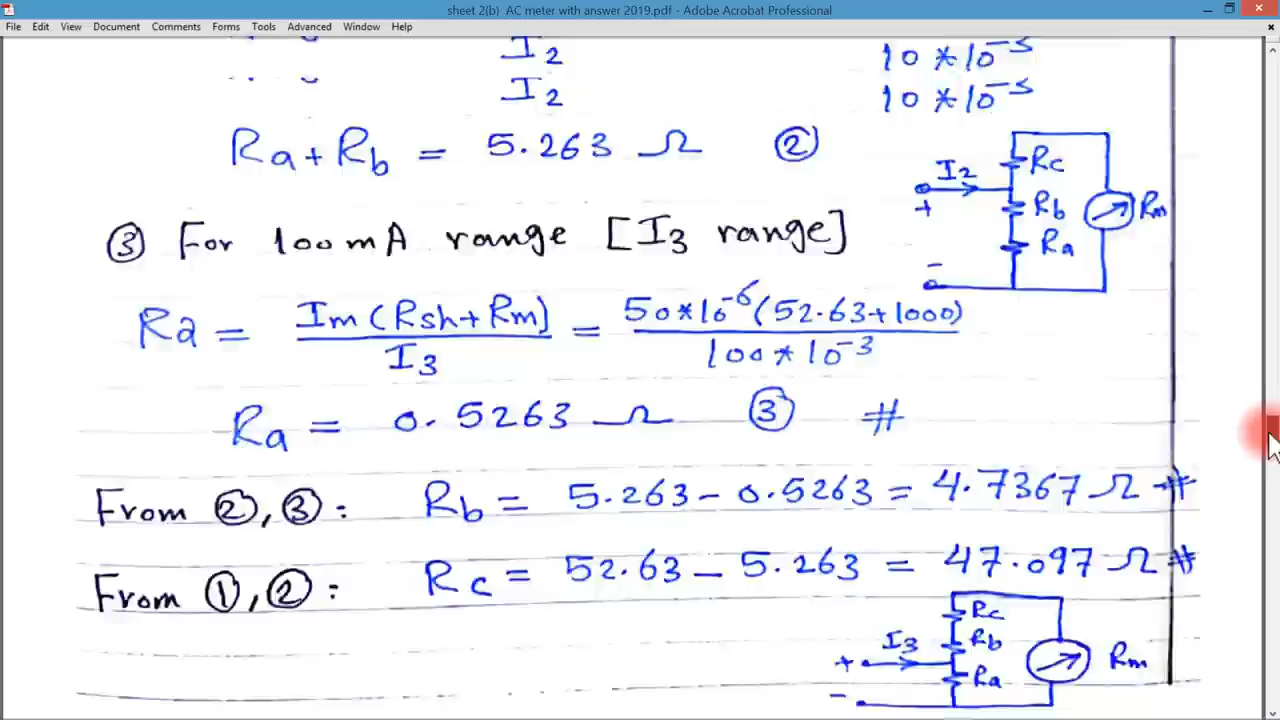 sheet 2(b) AC meter with answer 2019.pdf - Adobe Acrobat Professional
File Edit View Document Comments Forms Tools Advanced Window Help
I2 10 * 10^-3
I2 10 * 10^-3
Ra + Rb = 5.263 Ω ②
I2 + - Rc Rb Ra Rm
③ For 100 mA range [I3 range]
Ra = Im (Rsh + Rm) / I3 = 50*10^-6 (52.63 + 1000) / 100 * 10^-3
Ra = 0.5263 Ω ③ #
From ②, ③ : Rb = 5.263 - 0.5263 = 4.7367 Ω #
From ①, ② : Rc = 52.63 - 5.263 = 47.097 Ω #
I3 + - Rc Rb Ra Rm